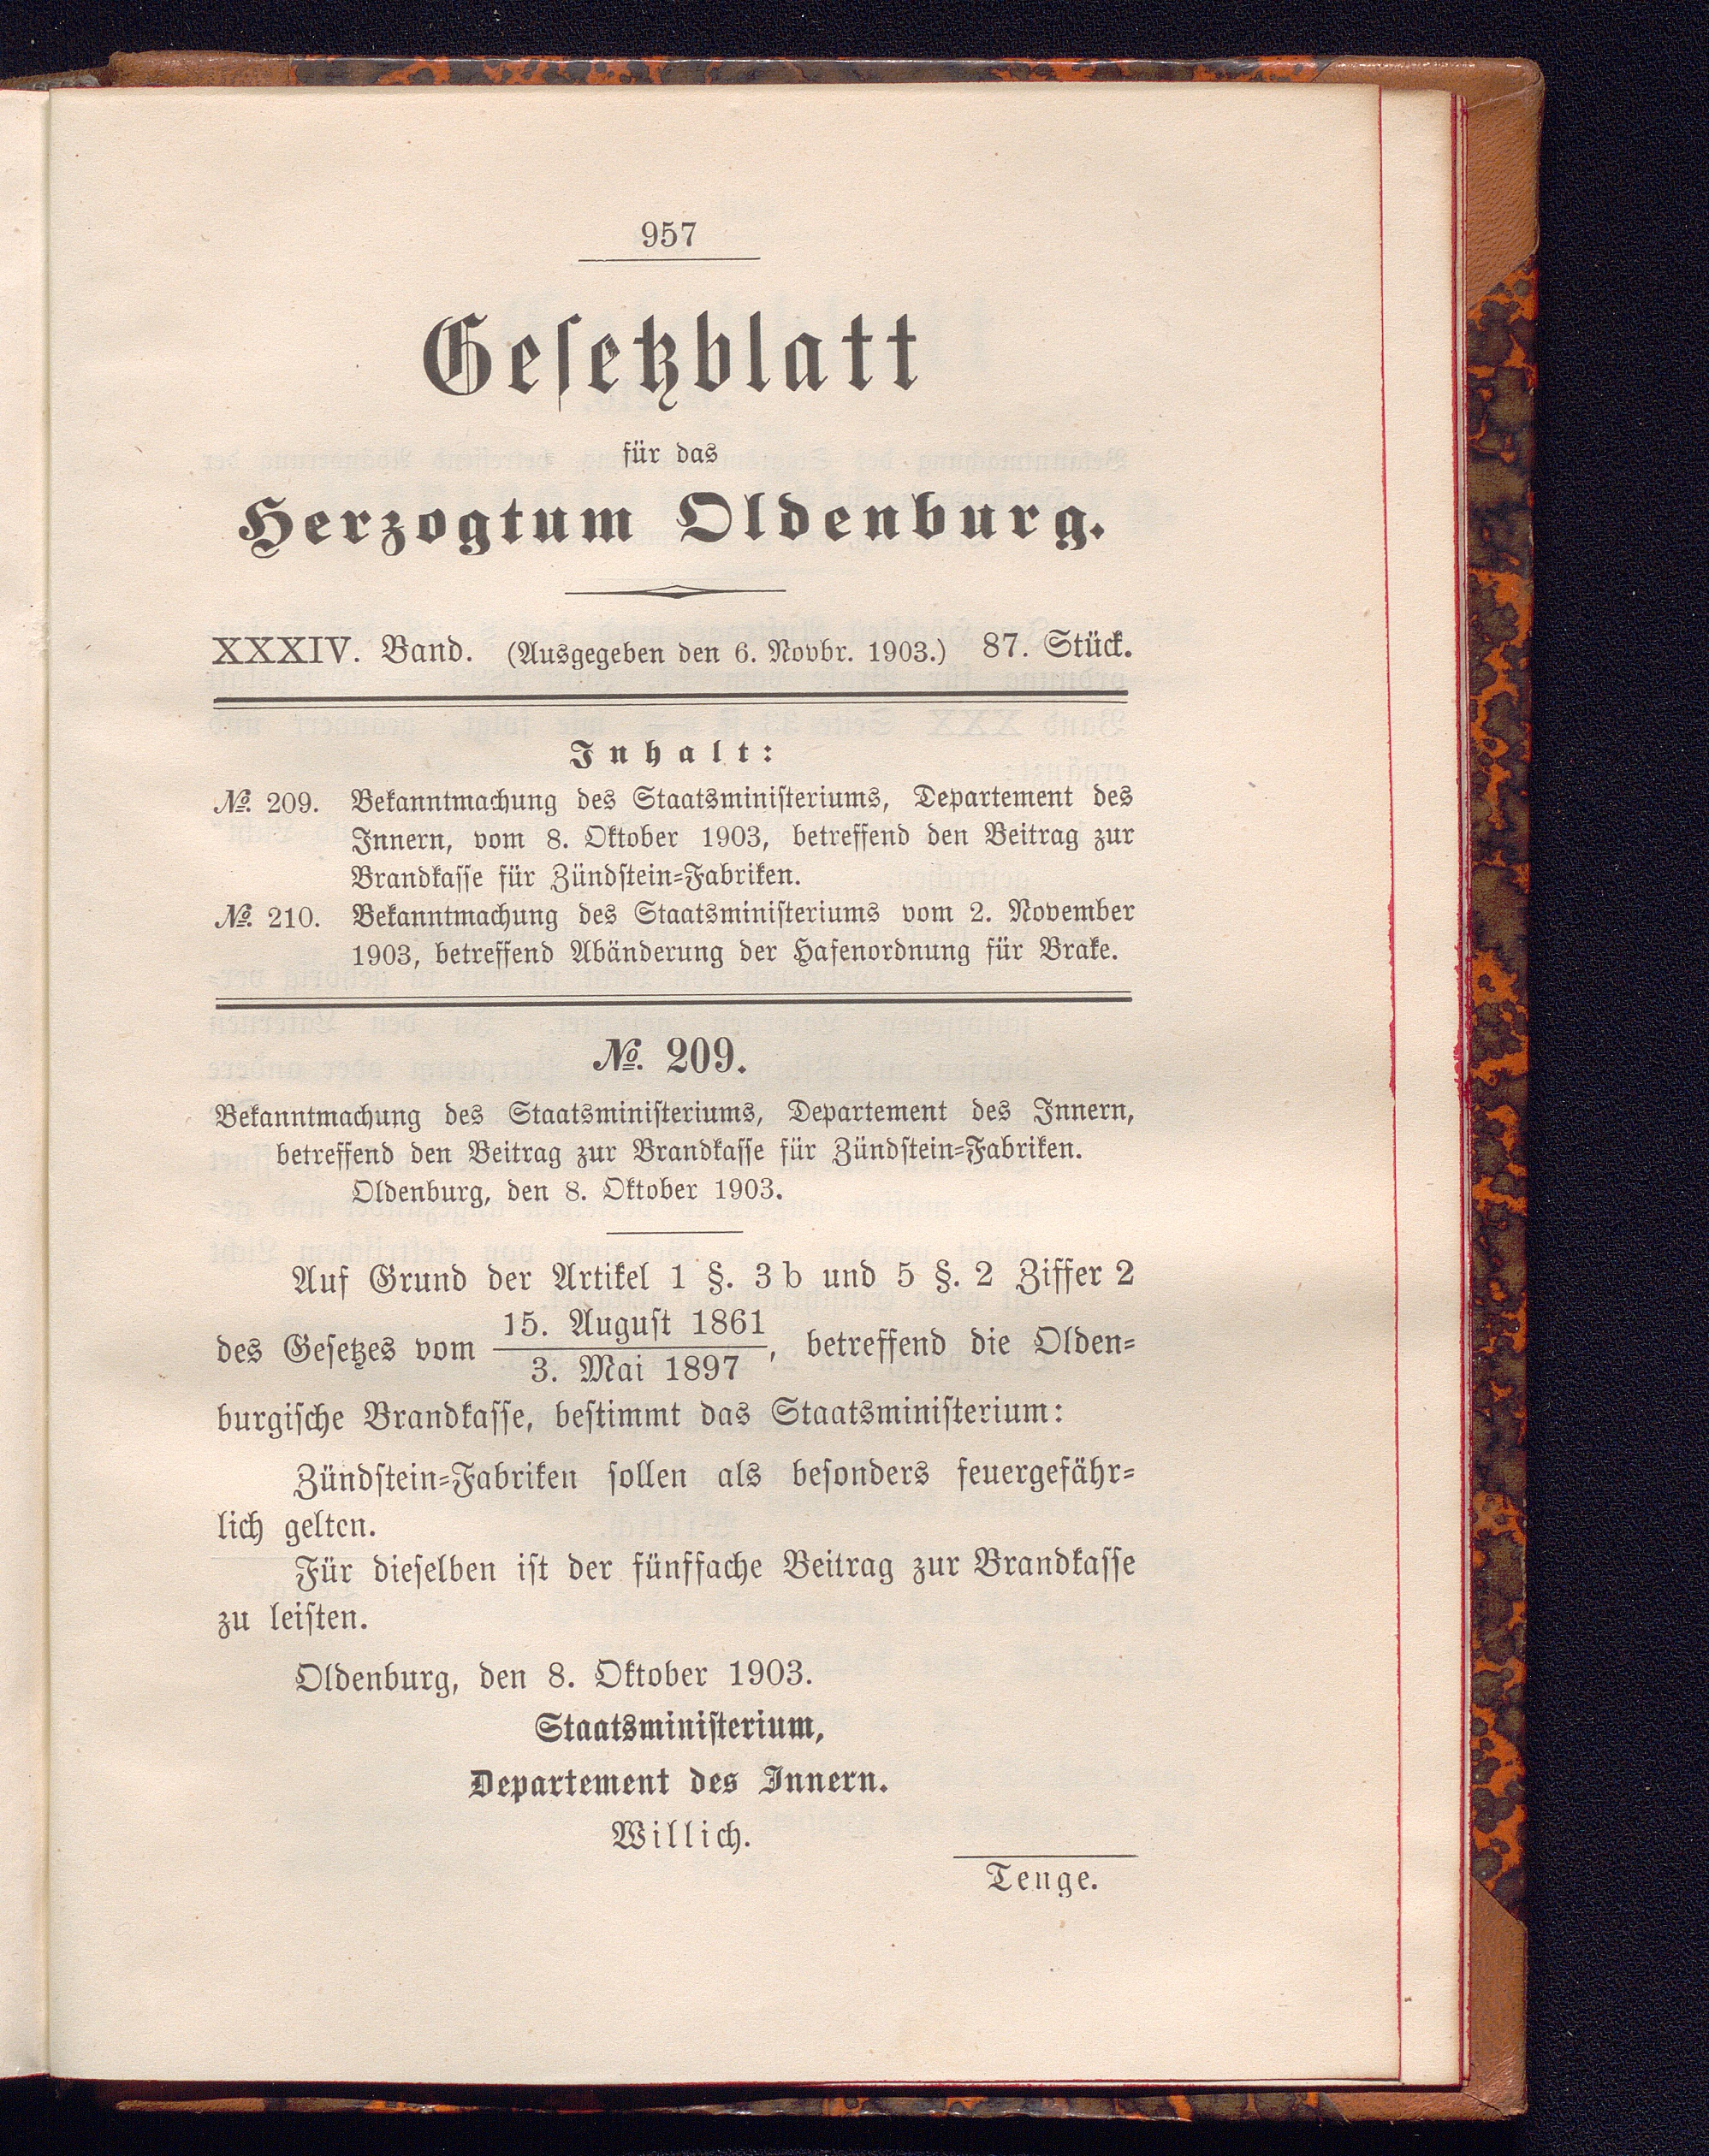 957
Gesetzblatt
für das
Herzogtum Oldenburg.
XXXIV. Band. (Ausgegeben den 6. Novbr. 1903.) 87. Stück.
Inhalt:
№. 209. Bekanntmachung des Staatsministeriums, Departement des
Innern, vom 8. Oktober 1903, betreffend den Beitrag zur
Brandkasse für Zündstein-Fabriken.
№. 210. Bekanntmachung des Staatsministeriums vom 2. November
1903, betreffend Abänderung der Hafenordnung für Brake.
№. 209.
Bekanntmachung des Staatsministeriums, Departement des Innern,
betreffend den Beitrag zur Brandkasse für Zündstein-Fabriken.
Oldenburg, den 8. Oktober 1903.
Auf Grund der Artikel 1 §. 3 b und 5 §. 2 Ziffer 2
des Gesetzes vom 15. August 1861 / 3. Mai 1897, betreffend die Olden-
burgische Brandkasse, bestimmt das Staatsministerium:
Zündstein-Fabriken sollen als besonders feuergefähr-
lich gelten.
Für dieselben ist der fünffache Beitrag zur Brandkasse
zu leisten.
Oldenburg, den 8. Oktober 1903.
Staatsministerium,
Departement des Innern.
Willich.
Tenge.